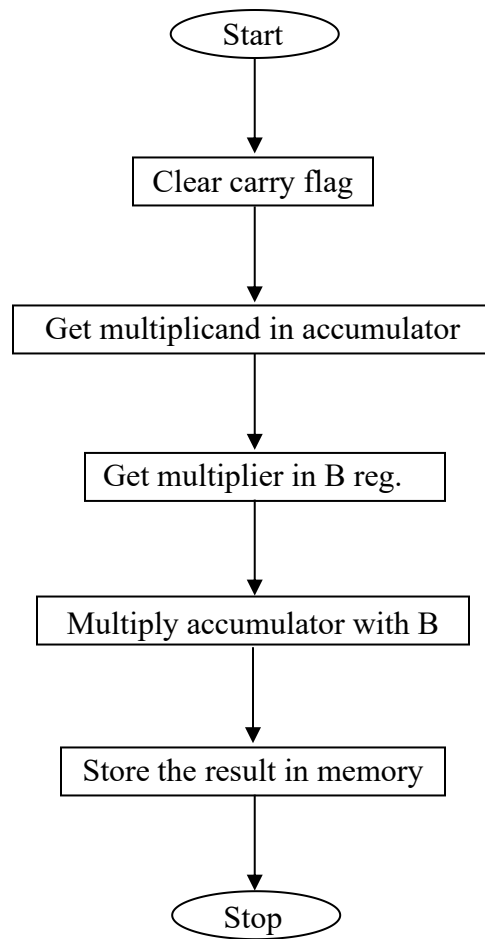 Start
Clear carry flag
Get multiplicand in accumulator
Get multiplier in B reg.
Multiply accumulator with B
Store the result in memory
Stop